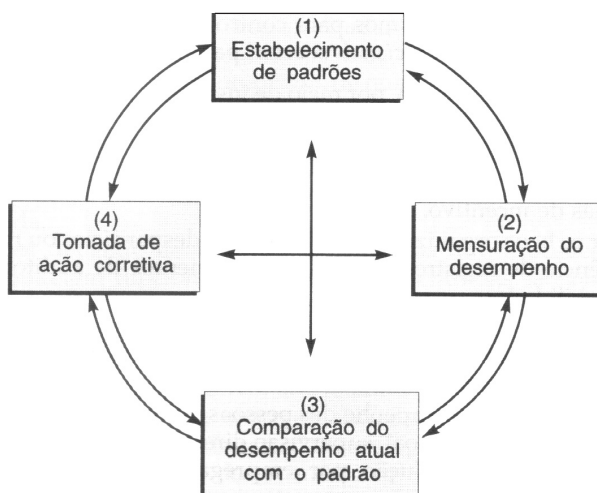 (1)
Estabelecimento
de padrões
(2)
Mensuração do
desempenho
(3)
Comparação do
desempenho atual
com o padrão
(4)
Tomada de
ação corretiva